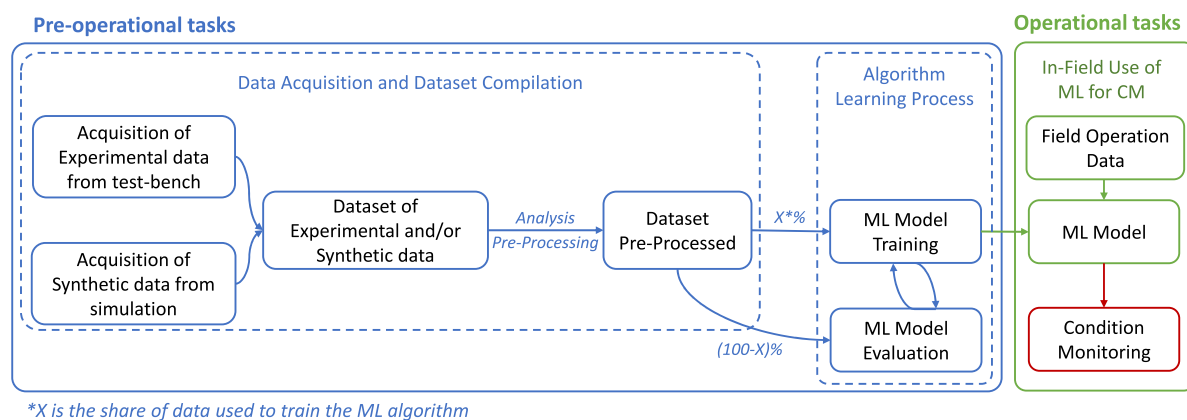 Pre-operational tasks
Operational tasks
Data Acquisition and Dataset Compilation
Algorithm
Learning Process
In-Field Use of
ML for CM
Acquisition of
Experimental data
from test-bench
Field Operation
Data
Dataset of
Experimental and/or
Synthetic data
Analysis
Pre-Processing
Dataset
Pre-Processed
X*%
ML Model
Training
ML Model
Acquisition of
Synthetic data from
simulation
(100-X)%
ML Model
Evaluation
Condition
Monitoring
*X is the share of data used to train the ML algorithm